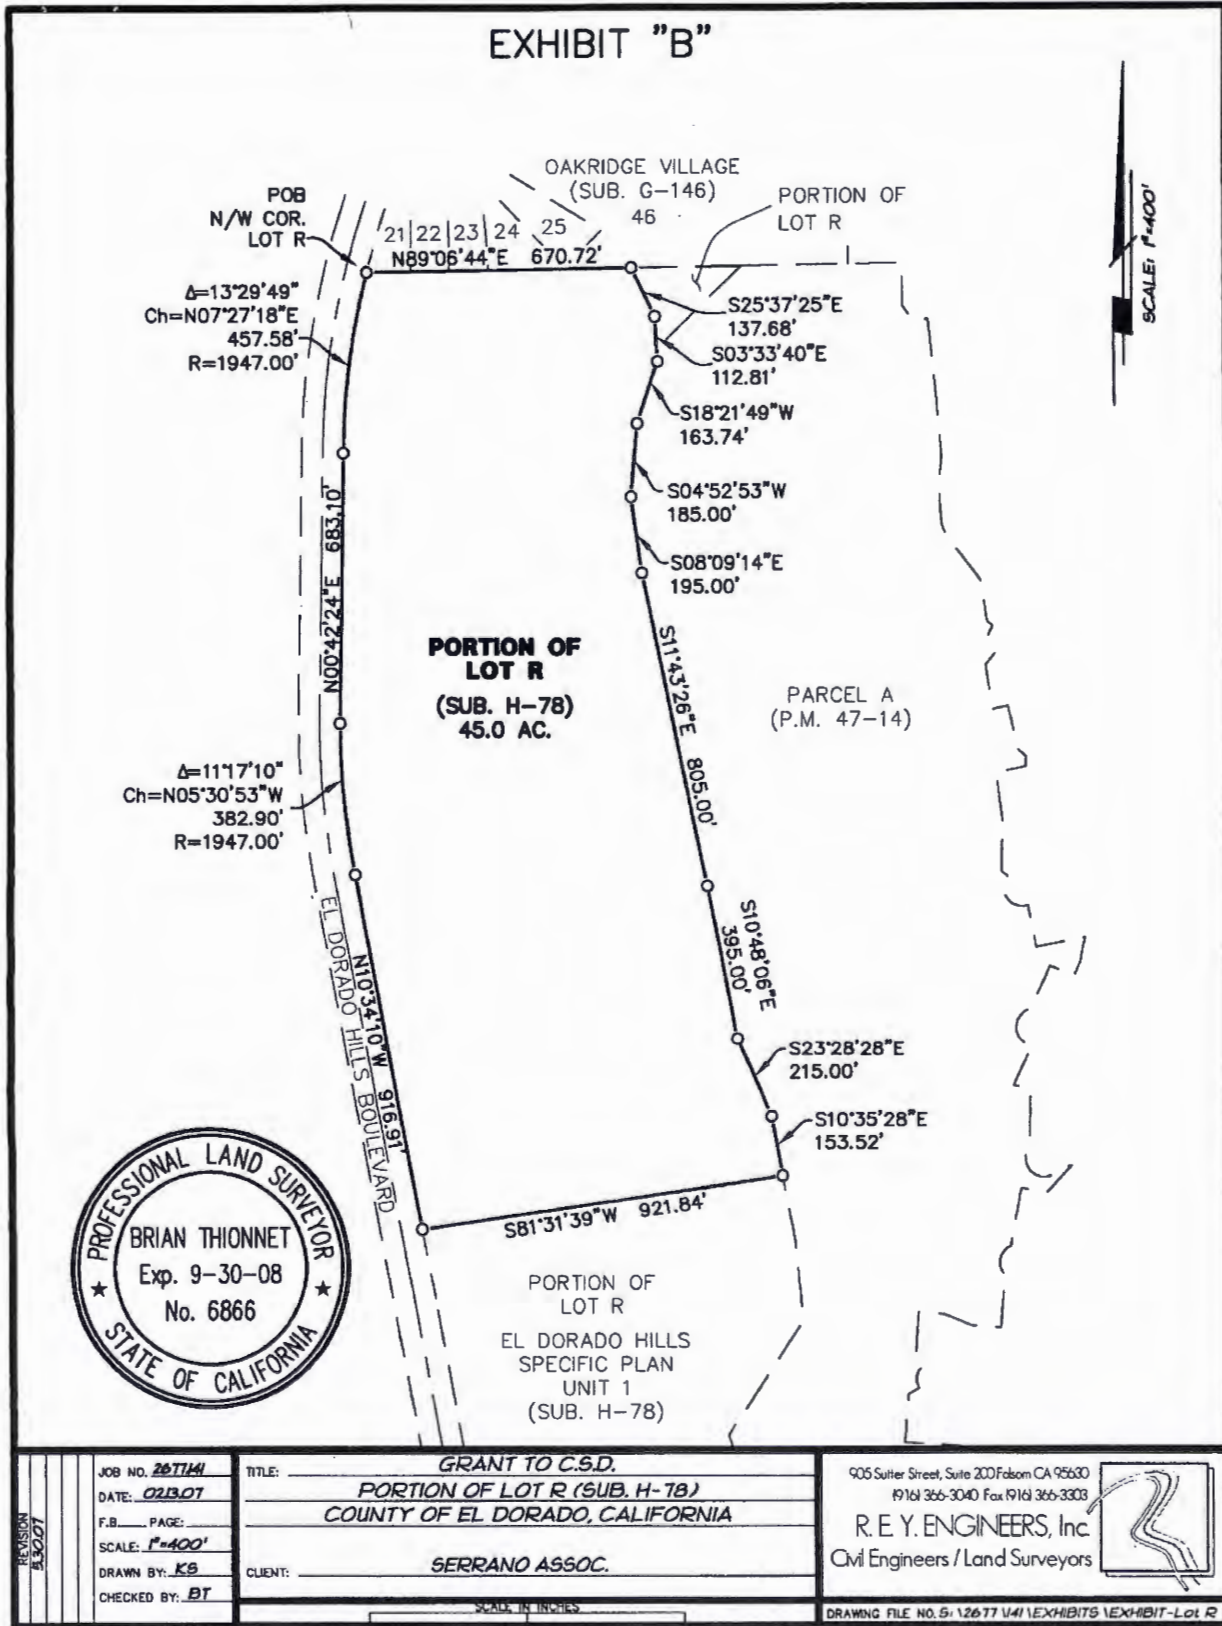 EXHIBIT "B"
OAKRIDGE VILLAGE
(SUB. G-146)
46
PORTION OF
LOT R
POB
N/W COR.
LOT R
21 22 23 24 25
N89°06'44"E 670.72'
SCALE: 1"=400'
Δ=13°29'49"
Ch=N07°27'18"E
457.58'
R=1947.00'
S25°37'25"E
137.68'
S03°33'40"E
112.81'
S18°21'49"W
163.74'
S04°52'53"W
185.00'
S08°09'14"E
195.00'
N00°42'24"E 683.10'
PORTION OF
LOT R
(SUB. H-78)
45.0 AC.
S11°43'26"E 805.00'
PARCEL A
(P.M. 47-14)
Δ=11°17'10"
Ch=N05°30'53"W
382.90'
R=1947.00'
EL DORADO HILLS BOULEVARD
N10°34'10"W 916.91'
S10°48'06"E
395.00'
S23°28'28"E
215.00'
S10°35'28"E
153.52'
S81°31'39"W 921.84'
PROFESSIONAL LAND SURVEYOR
BRIAN THIONNET
Exp. 9-30-08
No. 6866
STATE OF CALIFORNIA
PORTION OF
LOT R
EL DORADO HILLS
SPECIFIC PLAN
UNIT 1
(SUB. H-78)
REVISION
5.30.07
JOB NO. 2677.141
DATE: 02.13.07
F.B. PAGE:
SCALE: 1"=400'
DRAWN BY: KS
CHECKED BY: BT
TITLE: GRANT TO C.S.D.
PORTION OF LOT R (SUB. H-78)
COUNTY OF EL DORADO, CALIFORNIA
CLIENT: SERRANO ASSOC.
SCALE IN INCHES
905 Sutter Street, Suite 200 Folsom CA 95630
(916) 366-3040 Fax (916) 366-3303
R. E. Y. ENGINEERS, Inc.
Civil Engineers / Land Surveyors
DRAWING FILE NO. S:\2677\141\EXHIBITS\EXHIBIT-Lot R